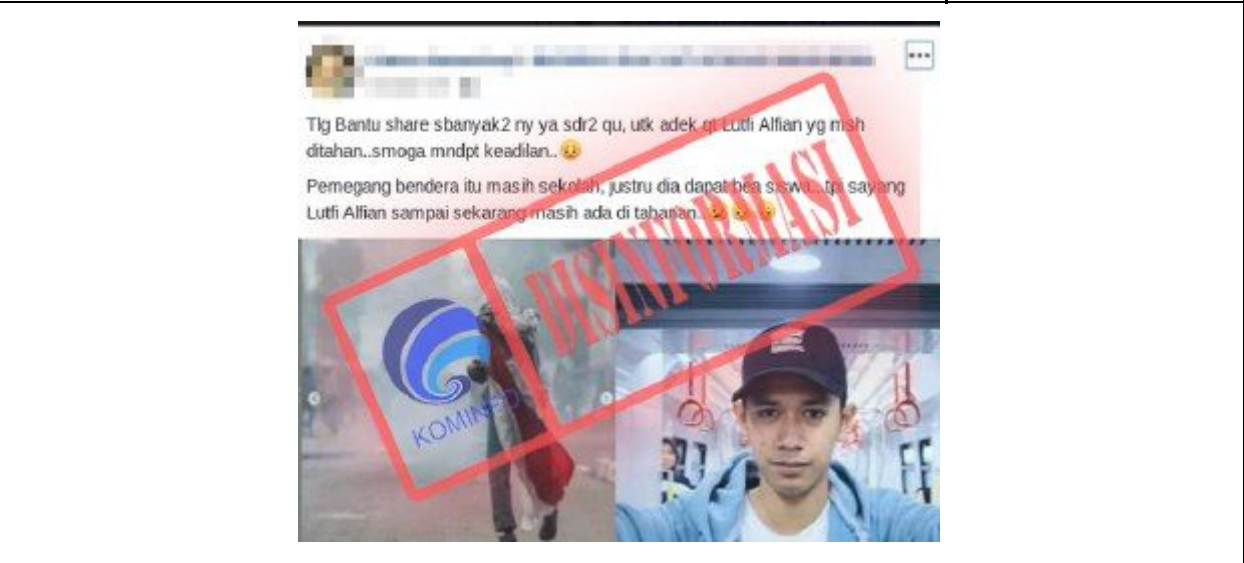 Tlg Bantu share sbanyak2 ny ya sdr2 qu, utk adek qt Lutfi Alfian yg msh
ditahan..smoga mndpt keadilan..
Pemegang bendera itu masih sekolah, justru dia dapat bea siswa...tpi sayang
Lutfi Alfian sampai sekarang masih ada di tahanan..
DISINFORMASI
KOMINFO